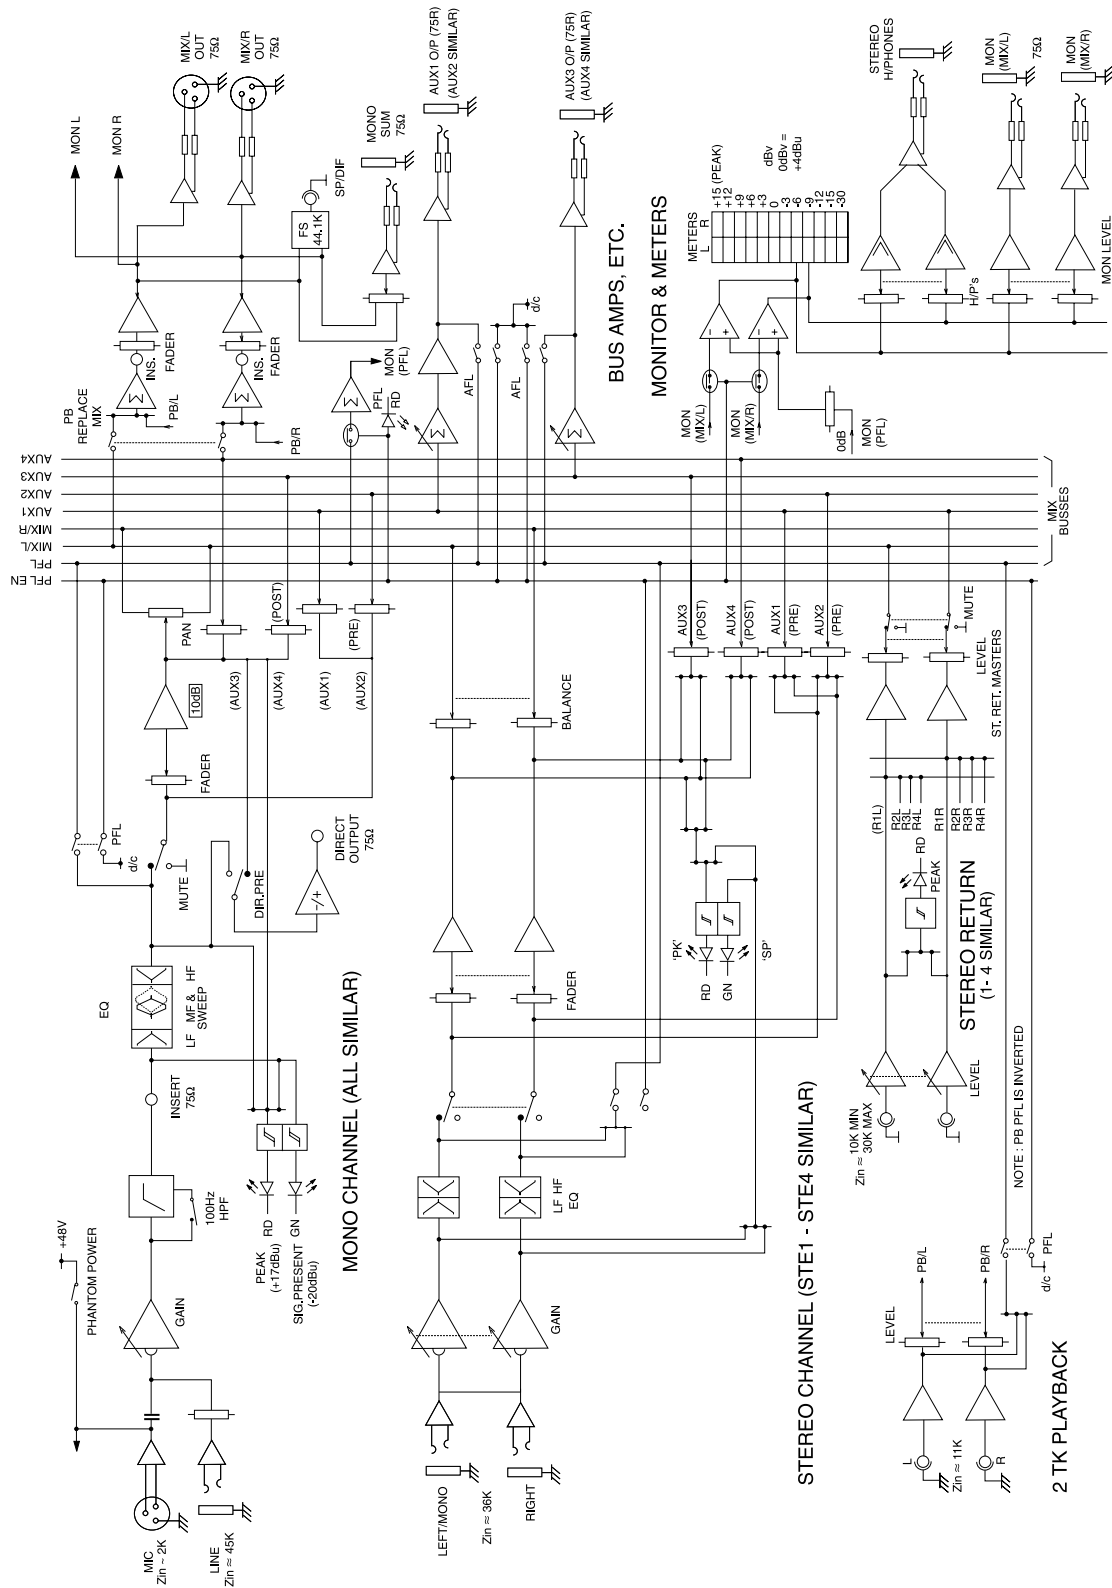 MIC
Zin ~ 2K
LINE
Zin ≈ 45K
PHANTOM POWER
+48V
GAIN
100Hz
HPF
INSERT
75Ω
EQ
LF MF & HF
SWEEP
PEAK
(+17dBu)
RD
SIG.PRESENT
(-20dBu)
GN
MUTE
d/c
PFL
DIR.PRE
DIRECT
OUTPUT
75Ω
FADER
10dB
PAN
(AUX3)
(AUX4)
(POST)
(AUX1)
(AUX2)
(PRE)
MONO CHANNEL (ALL SIMILAR)
PFL EN
PFL
MIX/L
MIX/R
AUX1
AUX2
AUX3
AUX4
MIX
BUSSES
PB
REPLACE
MIX
PB/L
PB/R
INS.
FADER
INS.
FADER
MON L
MON R
MIX/L
OUT
75Ω
MIX/R
OUT
75Ω
FS
44.1K
SP/DIF
MONO
SUM
75Ω
MON
(PFL)
PFL
RD
AFL
AFL
d/c
AUX1 O/P (75R)
(AUX2 SIMILAR)
AUX3 O/P (75R)
(AUX4 SIMILAR)
BUS AMPS, ETC.
MONITOR & METERS
MON
(MIX/L)
MON
(MIX/R)
0dB
MON
(PFL)
METERS
L R
+15 (PEAK)
+12
+9
+6
+3
0
-3
-6
-9
-12
-15
-30
dBv
0dBv =
+4dBu
H/P's
MON LEVEL
STEREO
H/PHONES
MON
(MIX/L)
75Ω
MON
(MIX/R)
LEFT/MONO
Zin ≈ 36K
RIGHT
GAIN
LF HF
EQ
FADER
BALANCE
'PK'
RD
GN
'SP'
AUX3
(POST)
AUX4
(POST)
AUX1
(PRE)
AUX2
(PRE)
STEREO CHANNEL (STE1 - STE4 SIMILAR)
Zin ≈ 10K MIN
30K MAX
LEVEL
PEAK
RD
(R1L)
R2L
R3L
R4L
R1R
R2R
R3R
R4R
LEVEL
ST. RET. MASTERS
MUTE
STEREO RETURN
(1- 4 SIMILAR)
NOTE : PB PFL IS INVERTED
L
Zin ≈ 11K
R
LEVEL
PB/L
PB/R
d/c
PFL
2 TK PLAYBACK
-/+
Σ
Σ
Σ
Σ
Σ
−
+
−
+